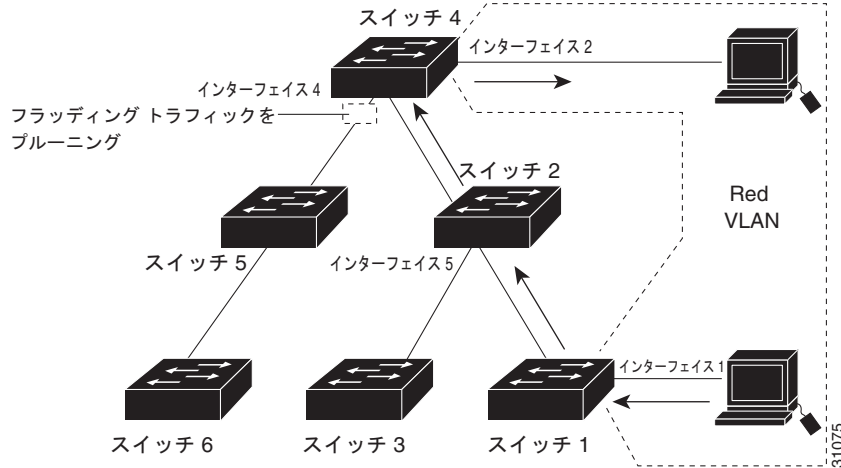 スイッチ 4
インターフェイス 2
インターフェイス 4
フラッディング トラフィックを
プルーニング
スイッチ 2
Red
VLAN
スイッチ 5
インターフェイス 5
インターフェイス 1
スイッチ 6
スイッチ 3
スイッチ 1
31075